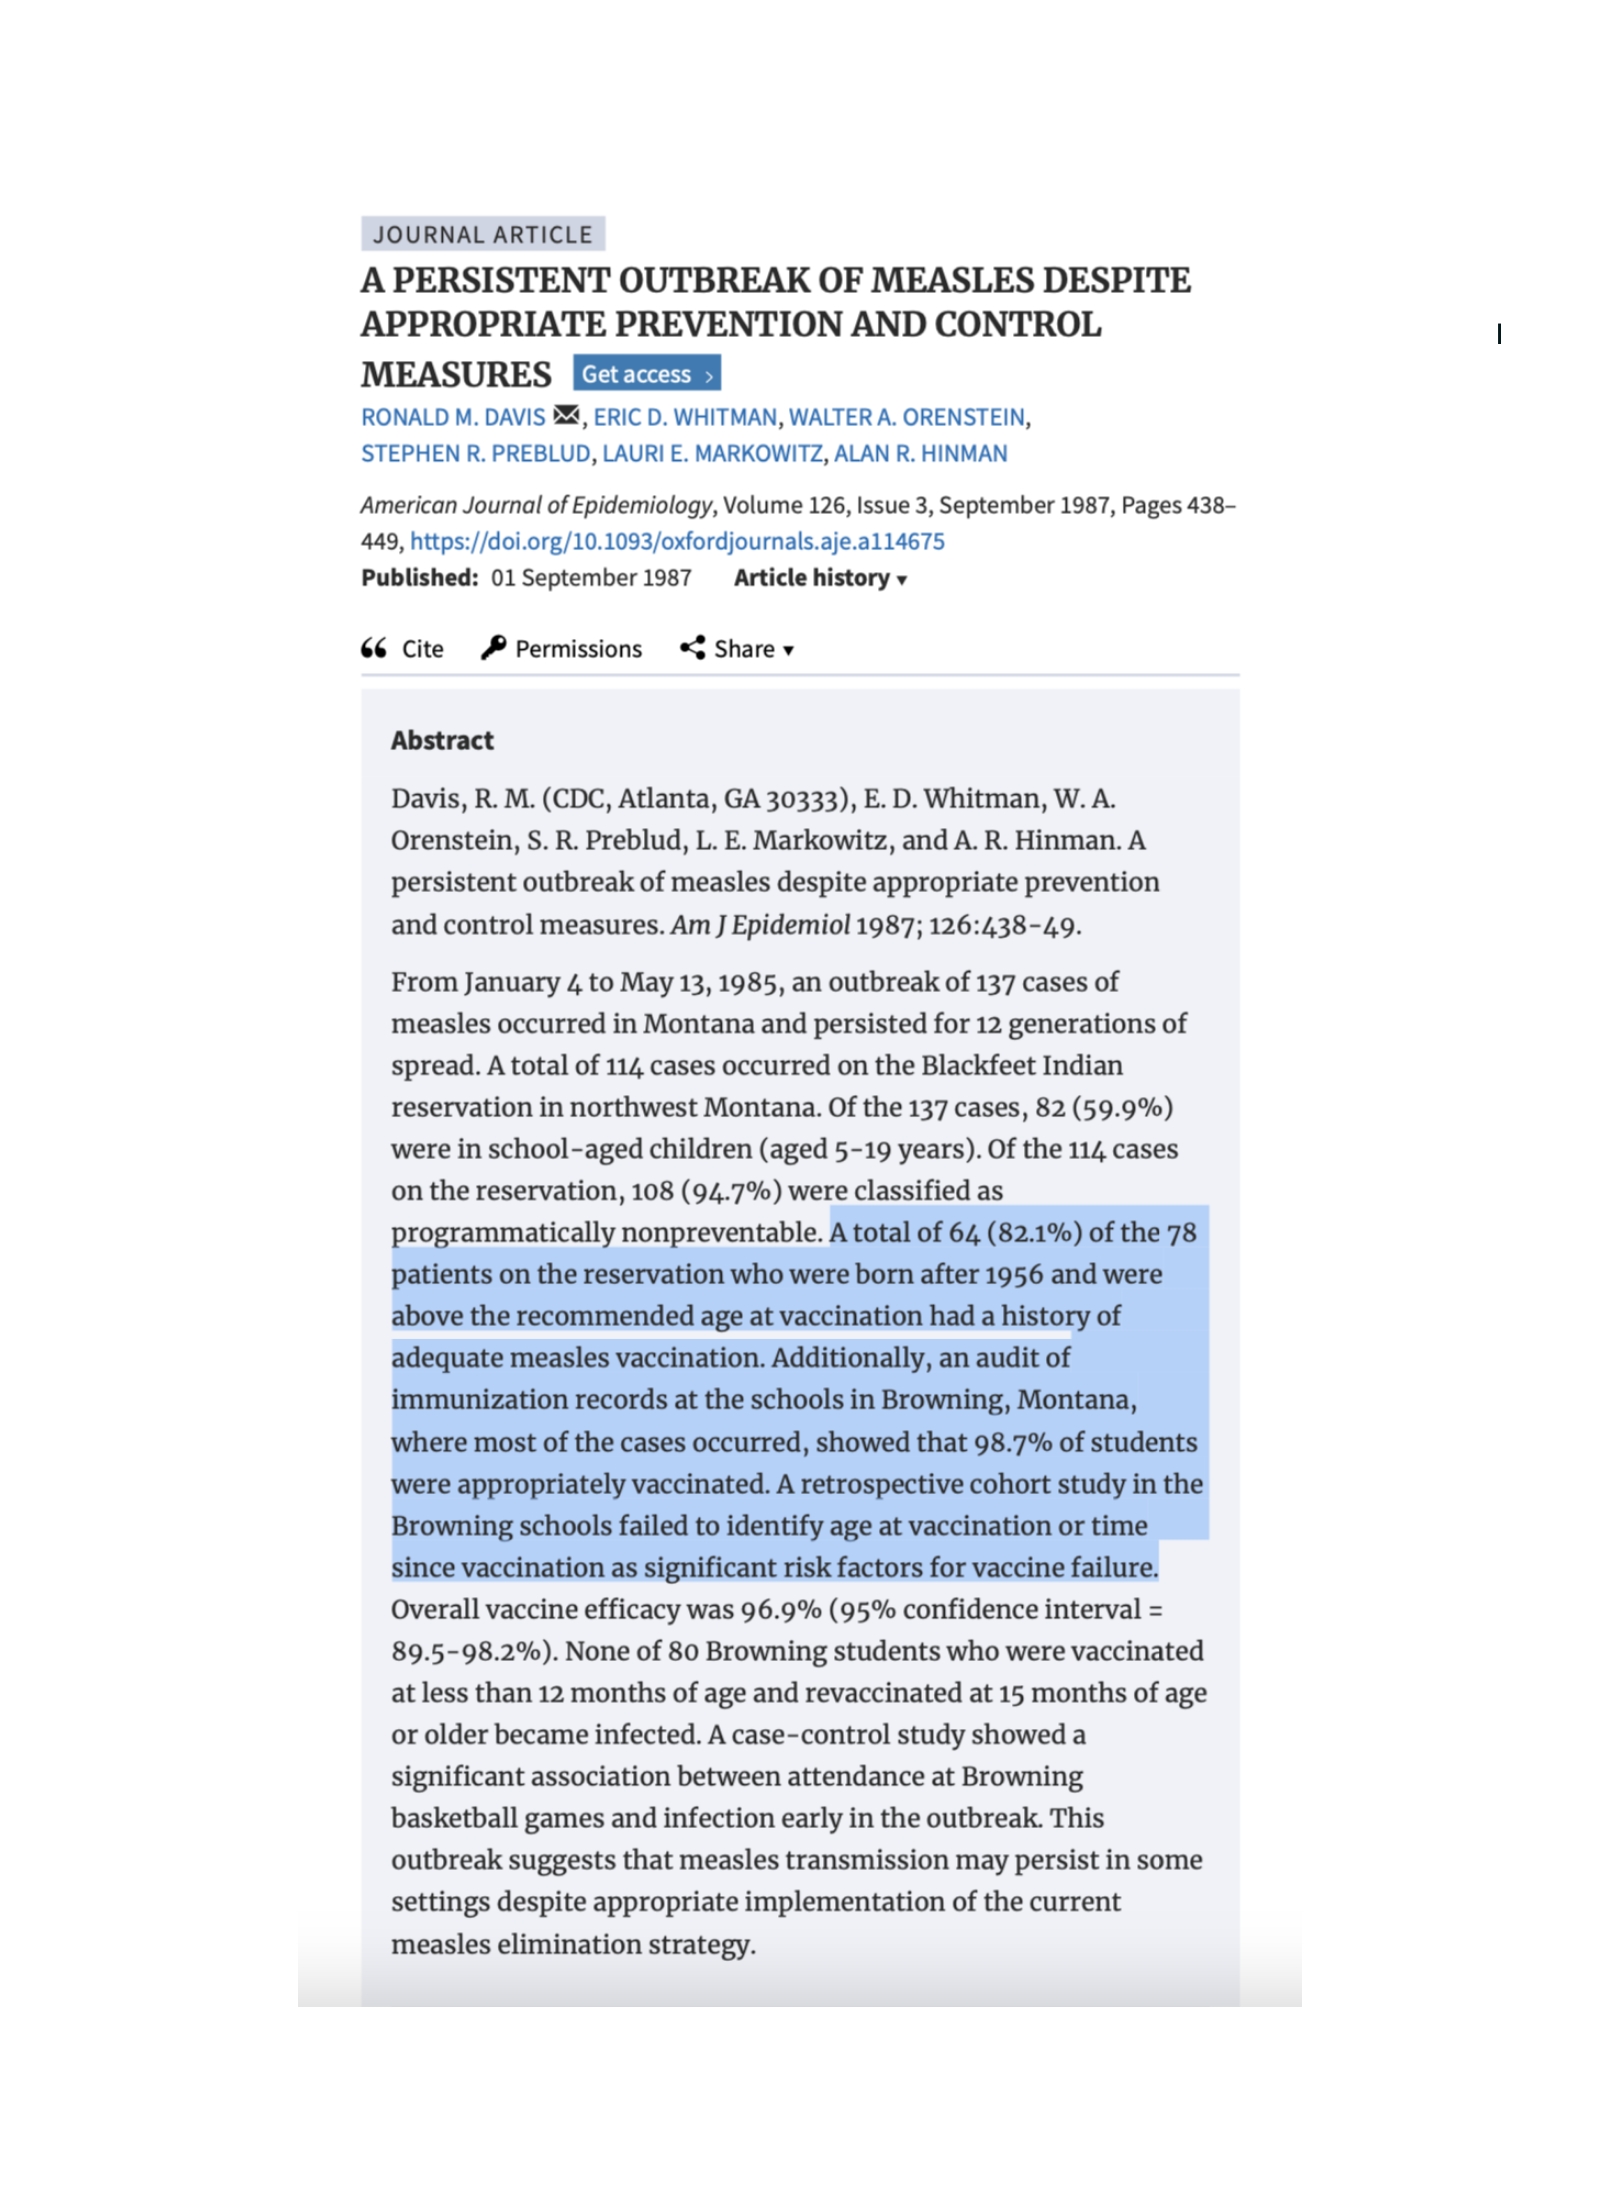 JOURNAL ARTICLE
A PERSISTENT OUTBREAK OF MEASLES DESPITE
APPROPRIATE PREVENTION AND CONTROL
MEASURES Get access >
RONALD M. DAVIS , ERIC D. WHITMAN, WALTER A. ORENSTEIN,
STEPHEN R. PREBLUD, LAURI E. MARKOWITZ, ALAN R. HINMAN
American Journal of Epidemiology, Volume 126, Issue 3, September 1987, Pages 438–
449, https://doi.org/10.1093/oxfordjournals.aje.a114675
Published: 01 September 1987 Article history ▾
Cite Permissions Share ▾
Abstract
Davis, R. M. (CDC, Atlanta, GA 30333), E. D. Whitman, W. A.
Orenstein, S. R. Preblud, L. E. Markowitz, and A. R. Hinman. A
persistent outbreak of measles despite appropriate prevention
and control measures. Am J Epidemiol 1987; 126:438-49.
From January 4 to May 13, 1985, an outbreak of 137 cases of
measles occurred in Montana and persisted for 12 generations of
spread. A total of 114 cases occurred on the Blackfeet Indian
reservation in northwest Montana. Of the 137 cases, 82 (59.9%)
were in school-aged children (aged 5-19 years). Of the 114 cases
on the reservation, 108 (94.7%) were classified as
programmatically nonpreventable. A total of 64 (82.1%) of the 78
patients on the reservation who were born after 1956 and were
above the recommended age at vaccination had a history of
adequate measles vaccination. Additionally, an audit of
immunization records at the schools in Browning, Montana,
where most of the cases occurred, showed that 98.7% of students
were appropriately vaccinated. A retrospective cohort study in the
Browning schools failed to identify age at vaccination or time
since vaccination as significant risk factors for vaccine failure.
Overall vaccine efficacy was 96.9% (95% confidence interval =
89.5-98.2%). None of 80 Browning students who were vaccinated
at less than 12 months of age and revaccinated at 15 months of age
or older became infected. A case-control study showed a
significant association between attendance at Browning
basketball games and infection early in the outbreak. This
outbreak suggests that measles transmission may persist in some
settings despite appropriate implementation of the current
measles elimination strategy.